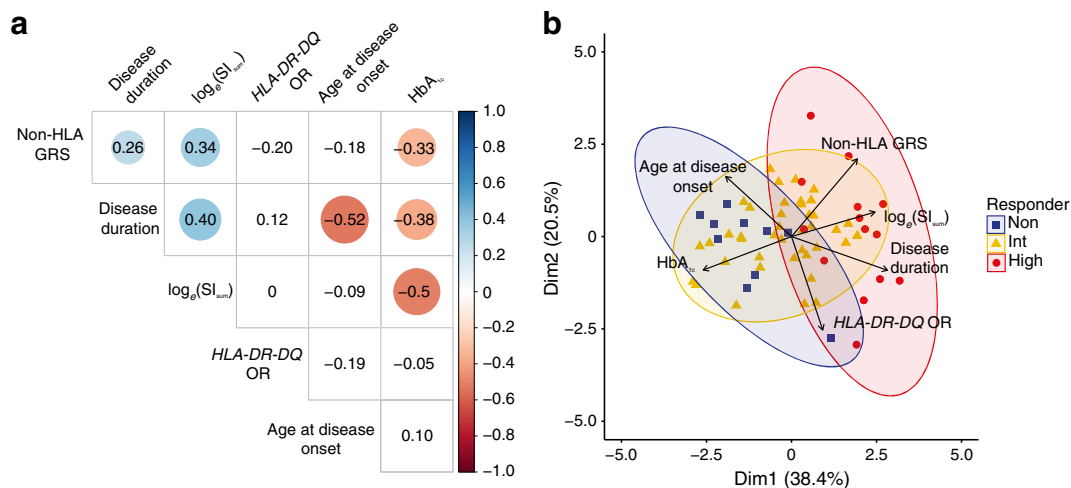 a
Disease
duration
logₑ(SIₛᵤₘ)
HLA-DR-DQ
OR
Age at disease
onset
HbA₁c
Non-HLA
GRS
0.26
0.34
−0.20
−0.18
−0.33
Disease
duration
0.40
0.12
−0.52
−0.38
logₑ(SIₛᵤₘ)
0
−0.09
−0.5
HLA-DR-DQ
OR
−0.19
−0.05
Age at disease
onset
0.10
1.0
0.8
0.6
0.4
0.2
0
−0.2
−0.4
−0.6
−0.8
−1.0
b
Dim2 (20.5%)
5.0
2.5
0
−2.5
−5.0
Non-HLA GRS
Age at disease
onset
logₑ(SIₛᵤₘ)
Disease
duration
HbA₁c
HLA-DR-DQ OR
−5.0
−2.5
0
2.5
5.0
Dim1 (38.4%)
Responder
Non
Int
High